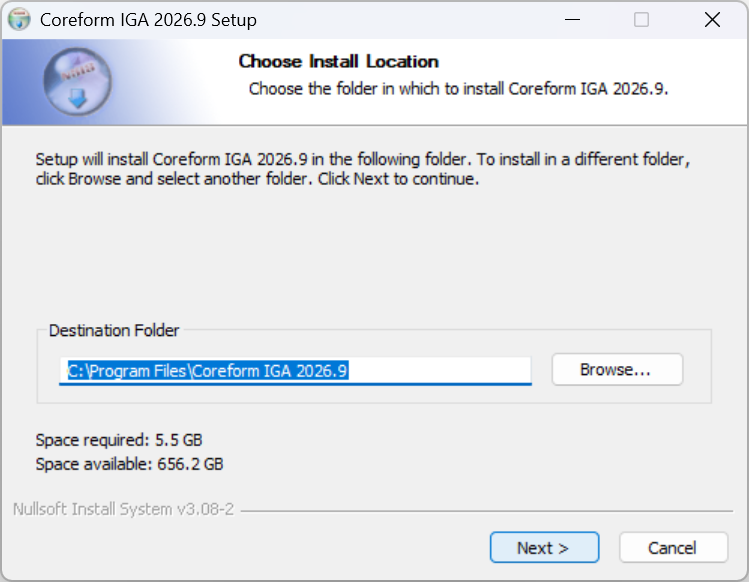 Coreform IGA 2026.9 Setup
Choose Install Location
Choose the folder in which to install Coreform IGA 2026.9.
Setup will install Coreform IGA 2026.9 in the following folder. To install in a different folder,
click Browse and select another folder. Click Next to continue.
Destination Folder
C:\Program Files\Coreform IGA 2026.9
Browse...
Space required: 5.5 GB
Space available: 656.2 GB
Nullsoft Install System v3.08-2
Next >
Cancel